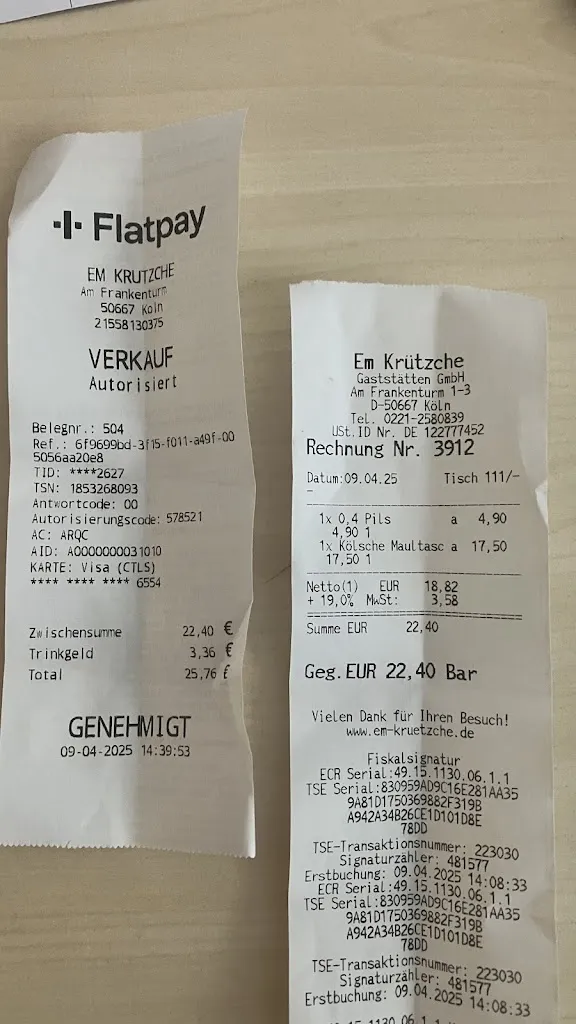 Flatpay
EM KRUTZCHE
Am Frankenturm
50667 Koln
21558130375
VERKAUF
Autorisiert
Belegnr.: 504
Ref.: 6f9699bd-3f15-f011-a49f-00
5056aa20e8
TID: ****2627
TSN: 1853268093
Antwortcode: 00
Autorisierungscode: 578521
AC: ARQC
AID: A0000000031010
KARTE: Visa (CTLS)
**** **** **** 6554
Zwischensumme 22,40 €
Trinkgeld 3,36 €
Total 25,76 €
GENEHMIGT
09-04-2025 14:39:53
Em Krützche
Gaststätten GmbH
Am Frankenturm 1-3
D-50667 Köln
Tel. 0221-2580839
USt.ID Nr. DE 122777452
Rechnung Nr. 3912
Datum:09.04.25 Tisch 111/-
-
1x 0,4 Pils a 4,90
4,90 1
1x Kölsche Maultasc a 17,50
17,50 1
Netto(1) EUR 18,82
+ 19,0% MwSt: 3,58
Summe EUR 22,40
Geg.EUR 22,40 Bar
Vielen Dank für Ihren Besuch!
www.em-kruetzche.de
Fiskalsignatur
ECR Serial:49.15.1130.06.1.1
TSE Serial:830959AD9C16E281AA35
9A81D1750369882F319B
A942A34B26CE1D101D8E
78DD
TSE-Transaktionsnummer: 223030
Signaturzähler: 481577
Erstbuchung: 09.04.2025 14:08:33
ECR Serial:49.15.1130.06.1.1
TSE Serial:830959AD9C16E281AA35
9A81D1750369882F319B
A942A34B26CE1D101D8E
78DD
TSE-Transaktionsnummer: 223030
Signaturzähler: 481577
Erstbuchung: 09.04.2025 14:08:33